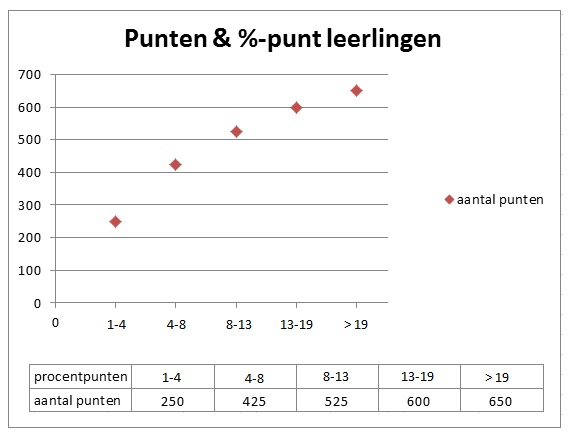 Punten & %-punt leerlingen
700
600
500
400
300
200
100
0
aantal punten
0 1-4 4-8 8-13 13-19 > 19
procentpunten 1-4 4-8 8-13 13-19 > 19
aantal punten 250 425 525 600 650